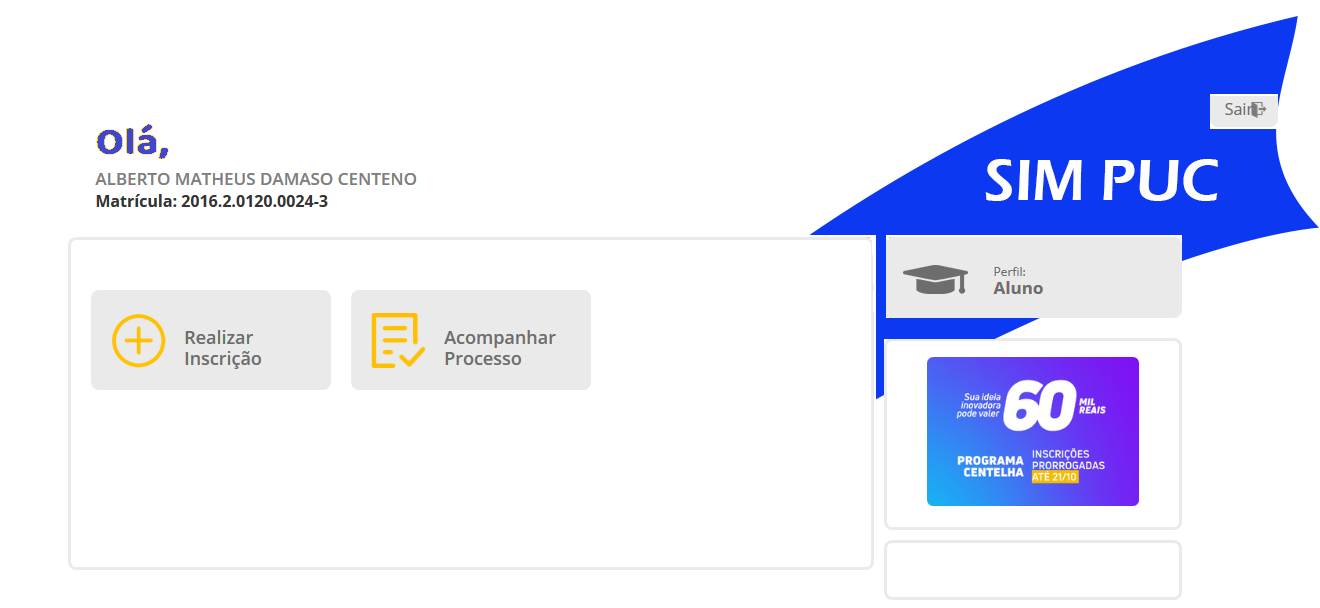 Sair
Olá,
SIM PUC
ALBERTO MATHEUS DAMASO CENTENO
Matrícula: 2016.2.0120.0024-3
Perfil:
Aluno
Realizar
Inscrição
Acompanhar
Processo
Sua ideia
inovadora
pode valer
60
MIL
REAIS
PROGRAMA
CENTELHA
INSCRIÇÕES
PRORROGADAS
ATÉ 21/10